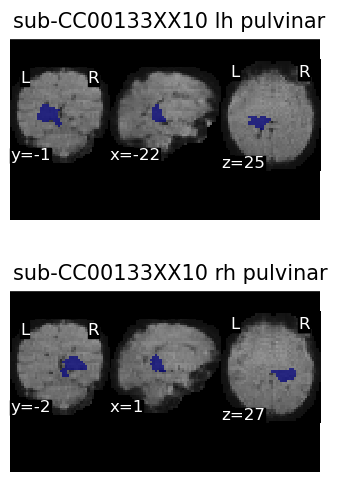 sub-CC00133XX10 lh pulvinar
L R L R
y=-1 x=-22 z=25
sub-CC00133XX10 rh pulvinar
L R L R
y=-2 x=1 z=27